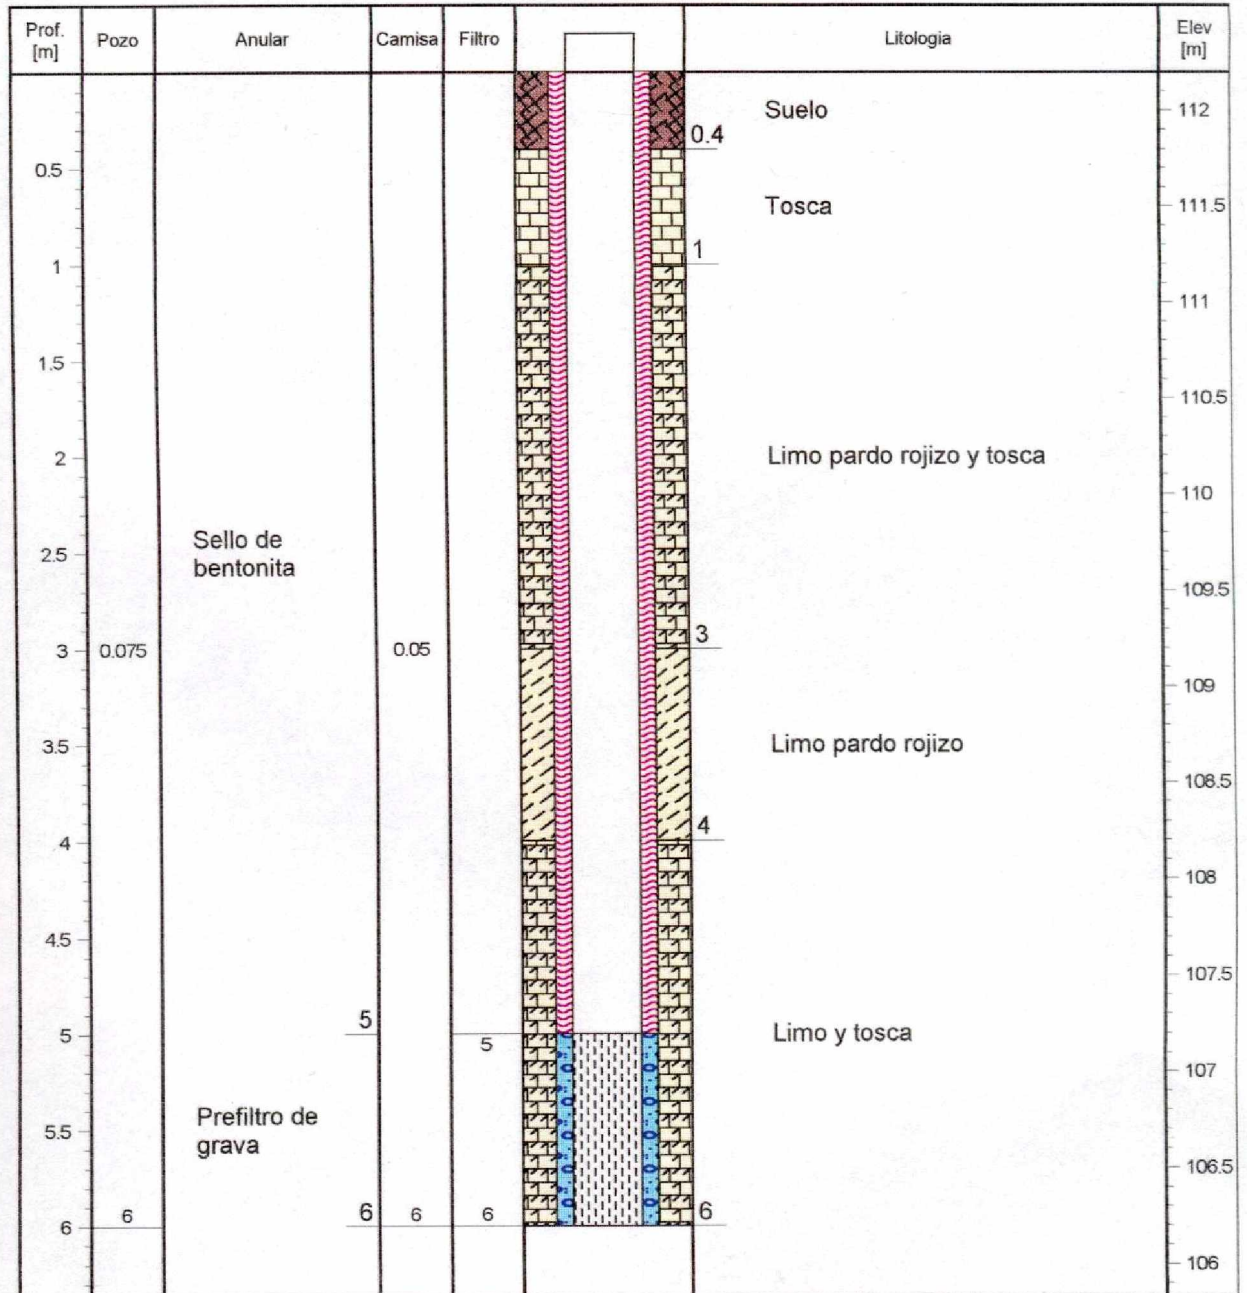 Prof.
[m]
Pozo
Anular
Camisa
Filtro
Litologia
Elev
[m]
Suelo
112
0.4
0.5
Tosca
111.5
1
1
111
1.5
110.5
2
Limo pardo rojizo y tosca
110
Sello de
bentonita
2.5
109.5
3
3
0.075
0.05
109
3.5
Limo pardo rojizo
108.5
4
4
108
4.5
107.5
5
5
5
Limo y tosca
107
Prefiltro de
grava
5.5
106.5
6
6
6
6
6
6
106